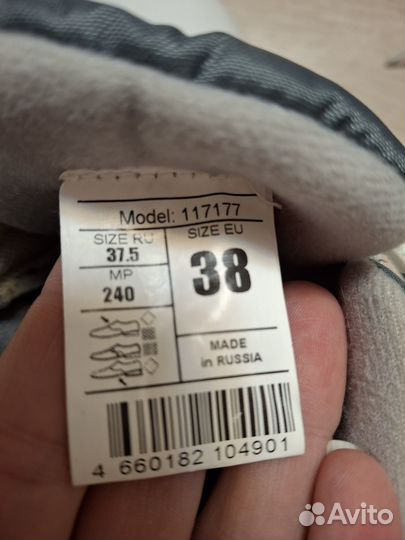 Model: 117177
SIZE RU
37.5
MP
240
SIZE EU
38
MADE
in RUSSIA
4 660182 104901
Avito